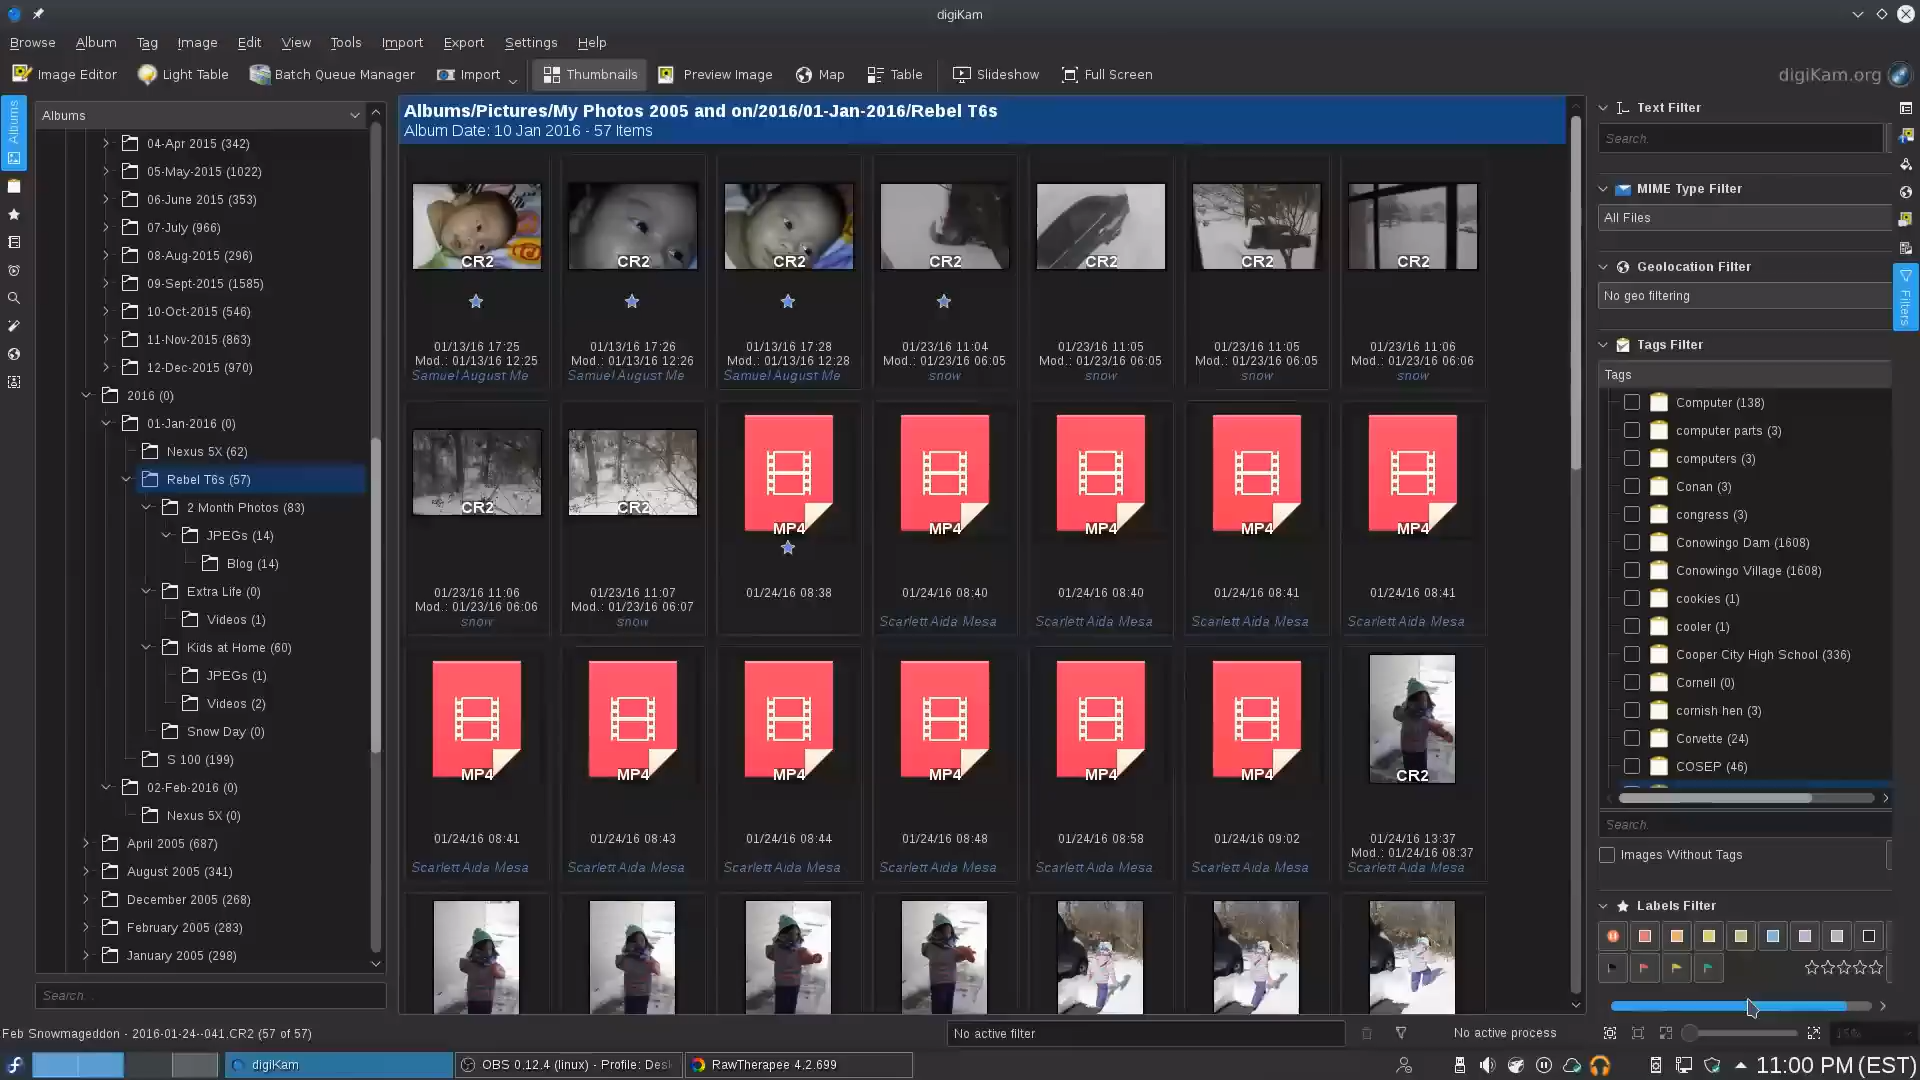 digiKam
Browse Album Tag Image Edit View Tools Import Export Settings Help
Image Editor Light Table Batch Queue Manager Import Thumbnails Preview Image Map Table Slideshow Full Screen digiKam.org
Albums
Albums
04-Apr 2015 (342)
05-May-2015 (1022)
06-June 2015 (353)
07-July (966)
08-Aug-2015 (296)
09-Sept-2015 (1585)
10-Oct-2015 (546)
11-Nov-2015 (863)
12-Dec-2015 (970)
2016 (0)
01-Jan-2016 (0)
Nexus 5X (62)
Rebel T6s (57)
2 Month Photos (83)
JPEGs (14)
Blog (14)
Extra Life (0)
Videos (1)
Kids at Home (60)
JPEGs (1)
Videos (2)
Snow Day (0)
S 100 (199)
02-Feb-2016 (0)
Nexus 5X (0)
April 2005 (687)
August 2005 (341)
December 2005 (268)
February 2005 (283)
January 2005 (298)
Search...
Albums/Pictures/My Photos 2005 and on/2016/01-Jan-2016/Rebel T6s
Album Date: 10 Jan 2016 - 57 Items
CR2 CR2 CR2 CR2 CR2 CR2 CR2
01/13/16 17:25 01/13/16 17:26 01/13/16 17:28 01/23/16 11:04 01/23/16 11:05 01/23/16 11:05 01/23/16 11:06
Mod.: 01/13/16 12:25 Mod.: 01/13/16 12:26 Mod.: 01/13/16 12:28 Mod.: 01/23/16 06:05 Mod.: 01/23/16 06:05 Mod.: 01/23/16 06:05 Mod.: 01/23/16 06:06
Samuel August Me Samuel August Me Samuel August Me snow snow snow snow
CR2 CR2 MP4 MP4 MP4 MP4 MP4
01/23/16 11:06 01/23/16 11:07 01/24/16 08:38 01/24/16 08:40 01/24/16 08:40 01/24/16 08:41 01/24/16 08:41
Mod.: 01/23/16 06:06 Mod.: 01/23/16 06:07
snow snow Scarlett Aida Mesa Scarlett Aida Mesa Scarlett Aida Mesa Scarlett Aida Mesa
MP4 MP4 MP4 MP4 MP4 MP4 CR2
01/24/16 08:41 01/24/16 08:43 01/24/16 08:44 01/24/16 08:48 01/24/16 08:58 01/24/16 09:02 01/24/16 13:37
Mod.: 01/24/16 08:37
Scarlett Aida Mesa Scarlett Aida Mesa Scarlett Aida Mesa Scarlett Aida Mesa Scarlett Aida Mesa Scarlett Aida Mesa Scarlett Aida Mesa
Text Filter
Search...
MIME Type Filter
All Files
Geolocation Filter
No geo filtering
Filters
Tags Filter
Tags
Computer (138)
computer parts (3)
computers (3)
Conan (3)
congress (3)
Conowingo Dam (1608)
Conowingo Village (1608)
cookies (1)
cooler (1)
Cooper City High School (336)
Cornell (0)
cornish hen (3)
Corvette (24)
COSEP (46)
Search...
Images Without Tags
Labels Filter
Feb Snowmageddon - 2016-01-24--041.CR2 (57 of 57) No active filter No active process
digiKam OBS 0.12.4 (linux) - Profile: Desk RawTherapee 4.2.699 11:00 PM (EST)